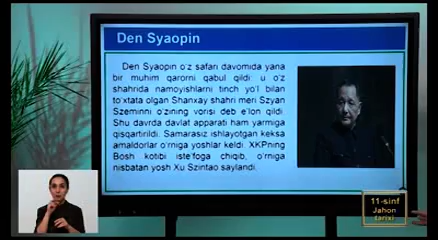 Den Syaopin
Den Syaopin o'z safari davomida yana
bir muhim qarorni qabul qildi: u o'z
shahrida namoyishlarni tinch yo'l bilan
to'xtata olgan Shanxay shahri meri Szyan
Szeminni o'zining vorisi deb e'lon qildi.
Shu davrda davlat apparati ham yarmiga
qisqartirildi. Samarasiz ishlayotgan keksa
amaldorlar o'rniga yoshlar keldi. XKPning
Bosh kotibi iste'foga chiqib, o'rniga
nisbatan yosh Xu Szintao saylandi.
11-sinf
Jahon
tarixi